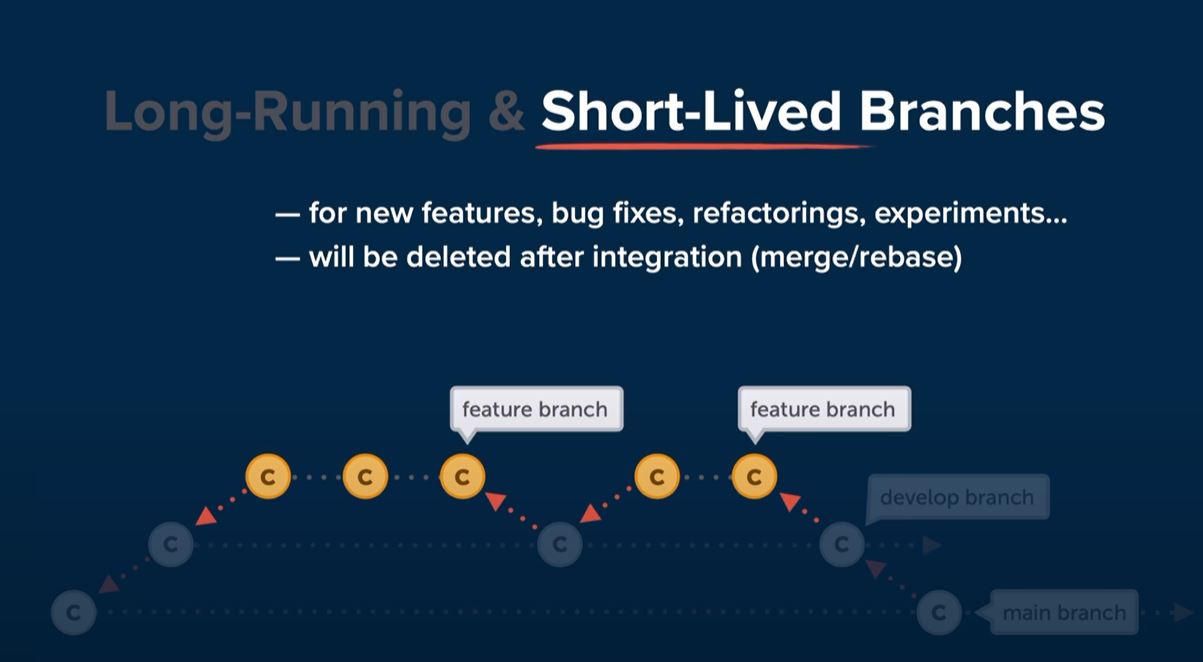 Long-Running & Short-Lived Branches
— for new features, bug fixes, refactorings, experiments...
— will be deleted after integration (merge/rebase)
feature branch
feature branch
C C C C C
develop branch
C C C
C C
main branch